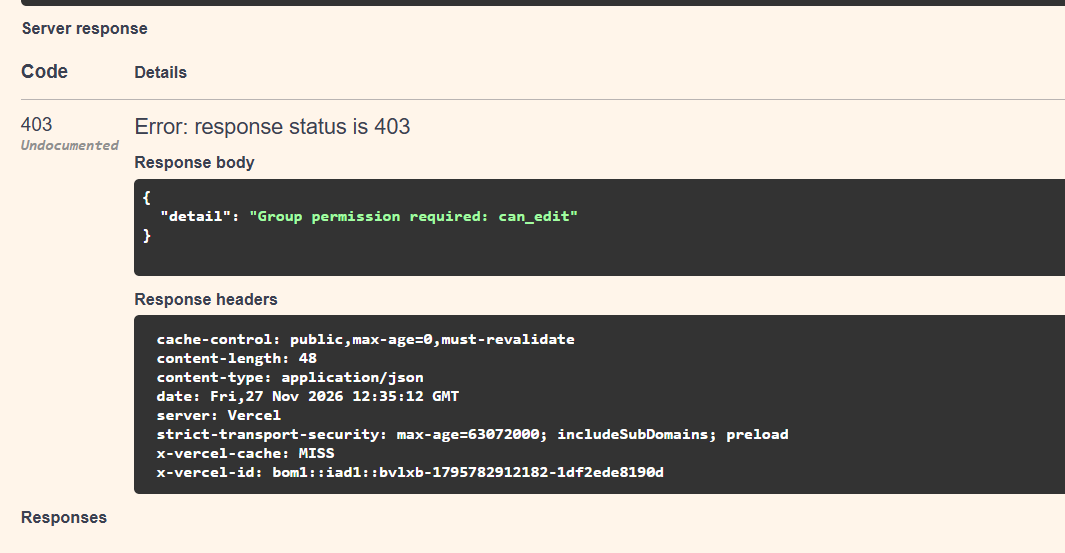 Server response
Code Details
403 Error: response status is 403
Undocumented
Response body
{
  "detail": "Group permission required: can_edit"
}
Response headers
cache-control: public,max-age=0,must-revalidate
content-length: 48
content-type: application/json
date: Fri,27 Nov 2026 12:35:12 GMT
server: Vercel
strict-transport-security: max-age=63072000; includeSubDomains; preload
x-vercel-cache: MISS
x-vercel-id: bom1::iad1::bvlxb-1795782912182-1df2ede8190d
Responses